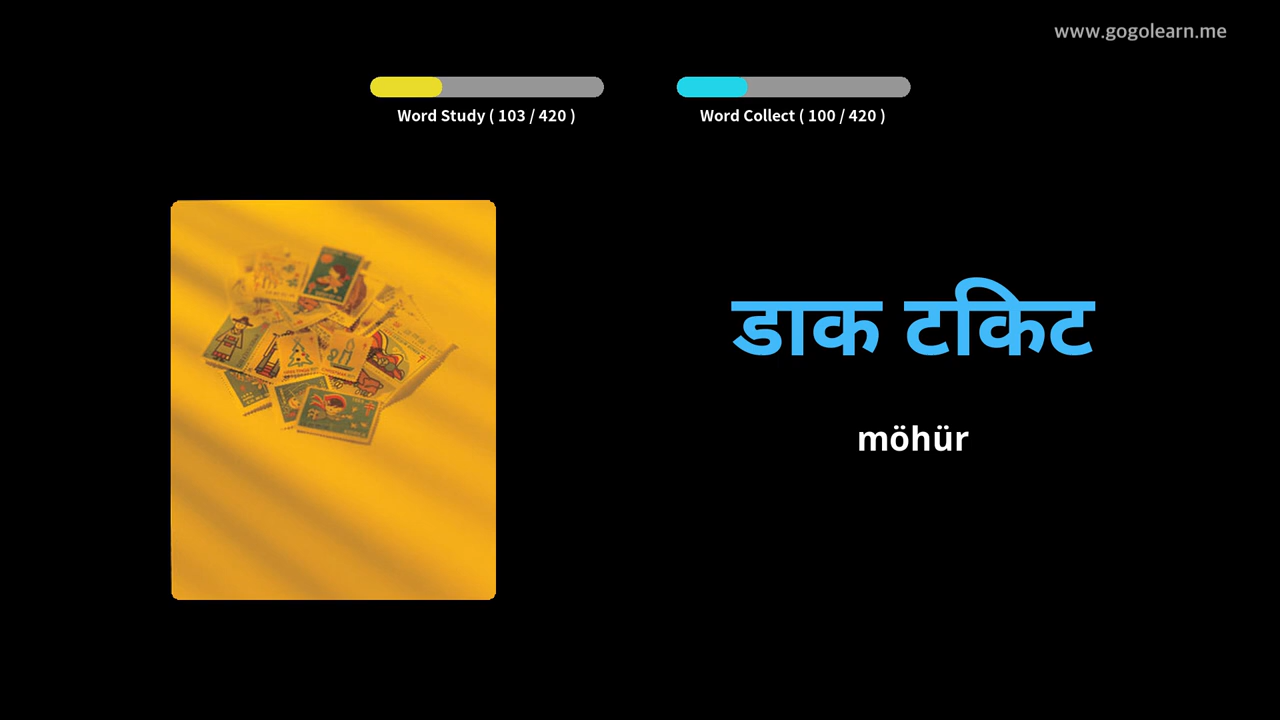 www.gogolearn.me
Word Study ( 103 / 420 )
Word Collect ( 100 / 420 )
डाक टकिट
möhür